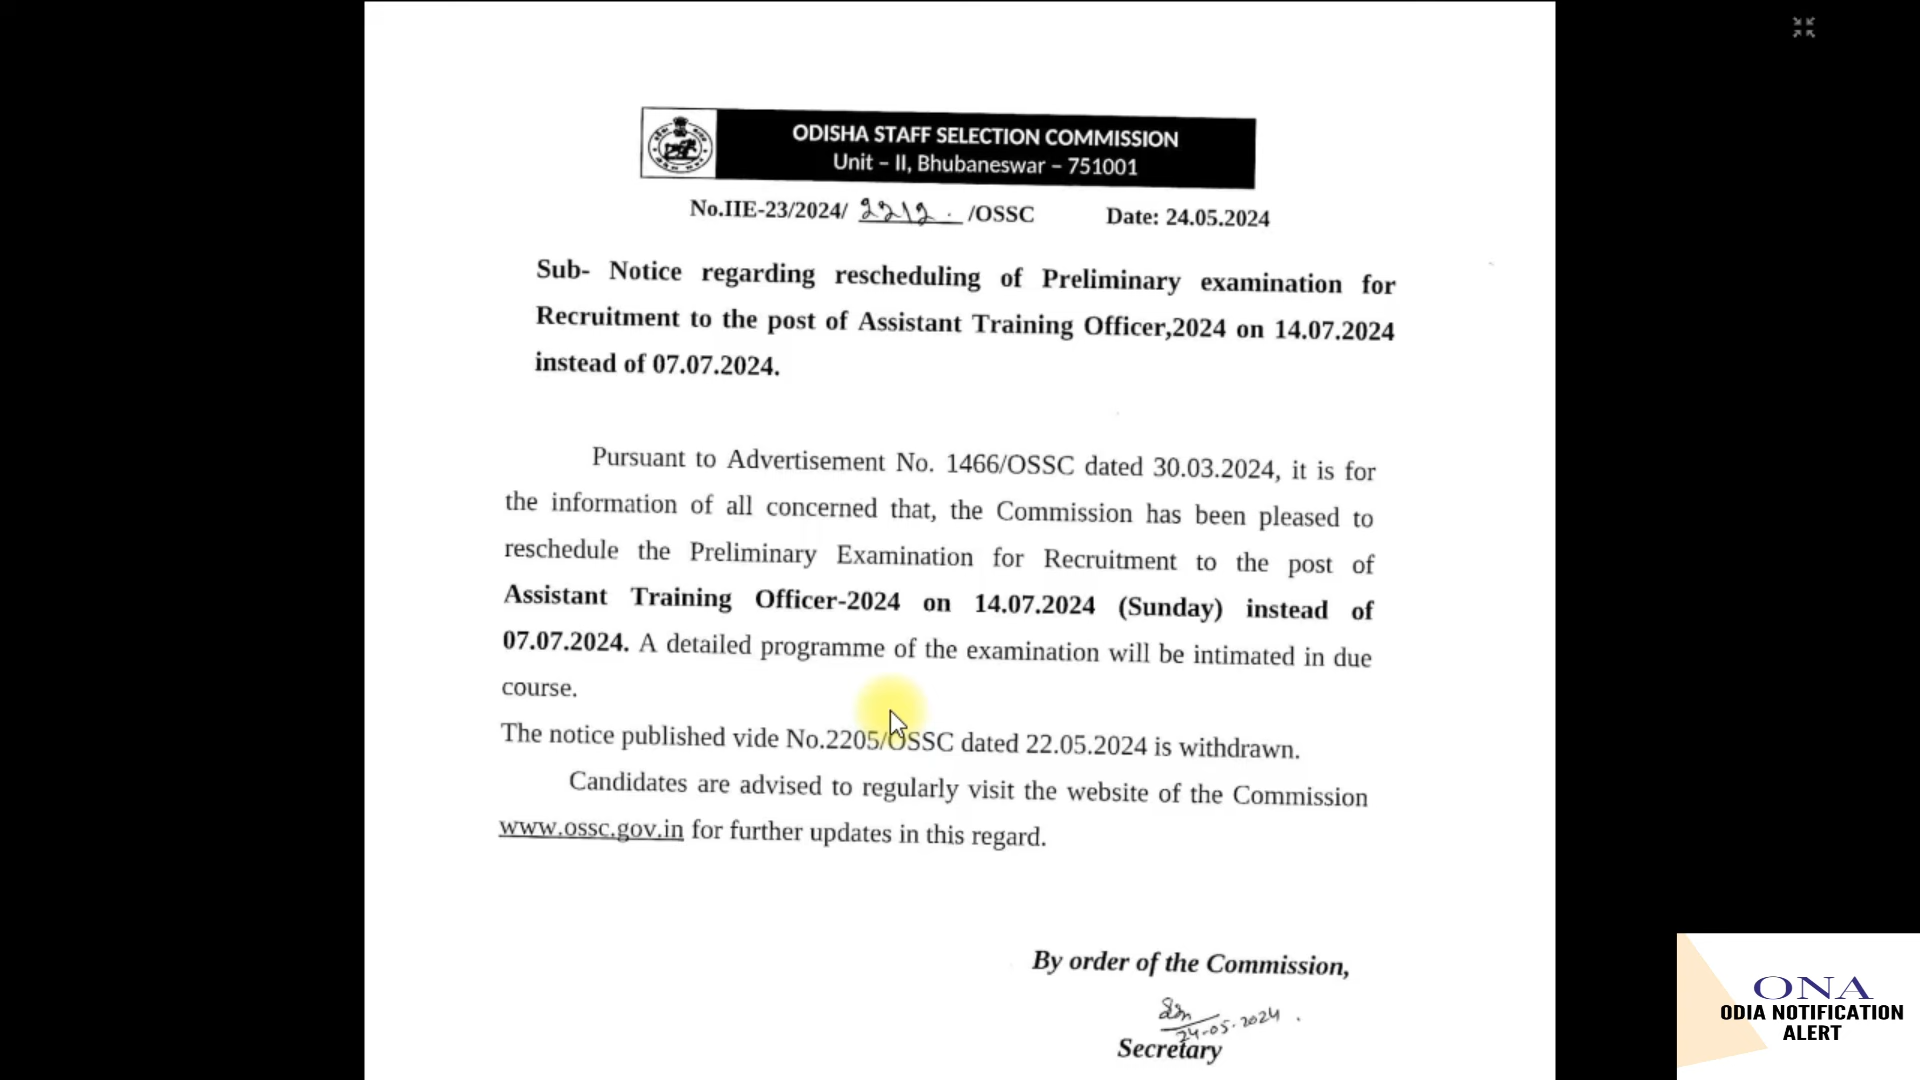 ODISHA STAFF SELECTION COMMISSION
Unit – II, Bhubaneswar – 751001
No.IIE-23/2024/ 2212. /OSSC Date: 24.05.2024
Sub- Notice regarding rescheduling of Preliminary examination for
Recruitment to the post of Assistant Training Officer,2024 on 14.07.2024
instead of 07.07.2024.
Pursuant to Advertisement No. 1466/OSSC dated 30.03.2024, it is for
the information of all concerned that, the Commission has been pleased to
reschedule the Preliminary Examination for Recruitment to the post of
Assistant Training Officer-2024 on 14.07.2024 (Sunday) instead of
07.07.2024. A detailed programme of the examination will be intimated in due
course.
The notice published vide No.2205/OSSC dated 22.05.2024 is withdrawn.
Candidates are advised to regularly visit the website of the Commission
www.ossc.gov.in for further updates in this regard.
By order of the Commission,
24-05-2024.
Secretary
ONA
ODIA NOTIFICATION
ALERT